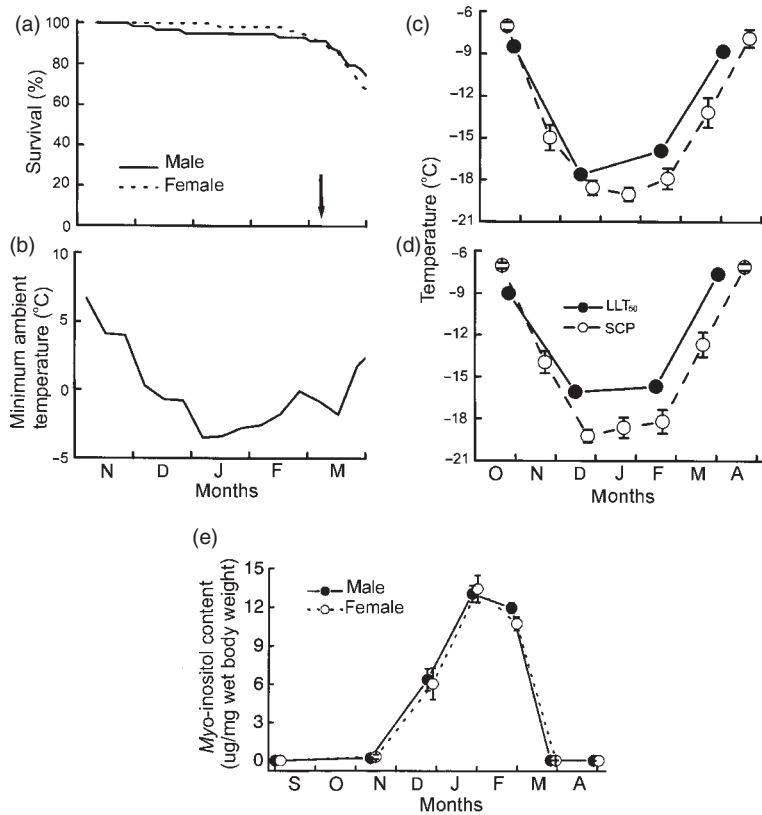 (a)
100
80
60
40
20
0
Survival (%)
Male
Female
(b)
10
5
0
−5
Minimum ambient
temperature (°C)
N D J F M
Months
(c)
−6
−9
−12
−15
−18
−21
Temperature (°C)
(d)
−6
−9
−12
−15
−18
−21
LLT₅₀
SCP
O N D J F M A
Months
(e)
15
12
9
6
3
0
Myo-inositol content
(ug/mg wet body weight)
Male
Female
S O N D J F M A
Months